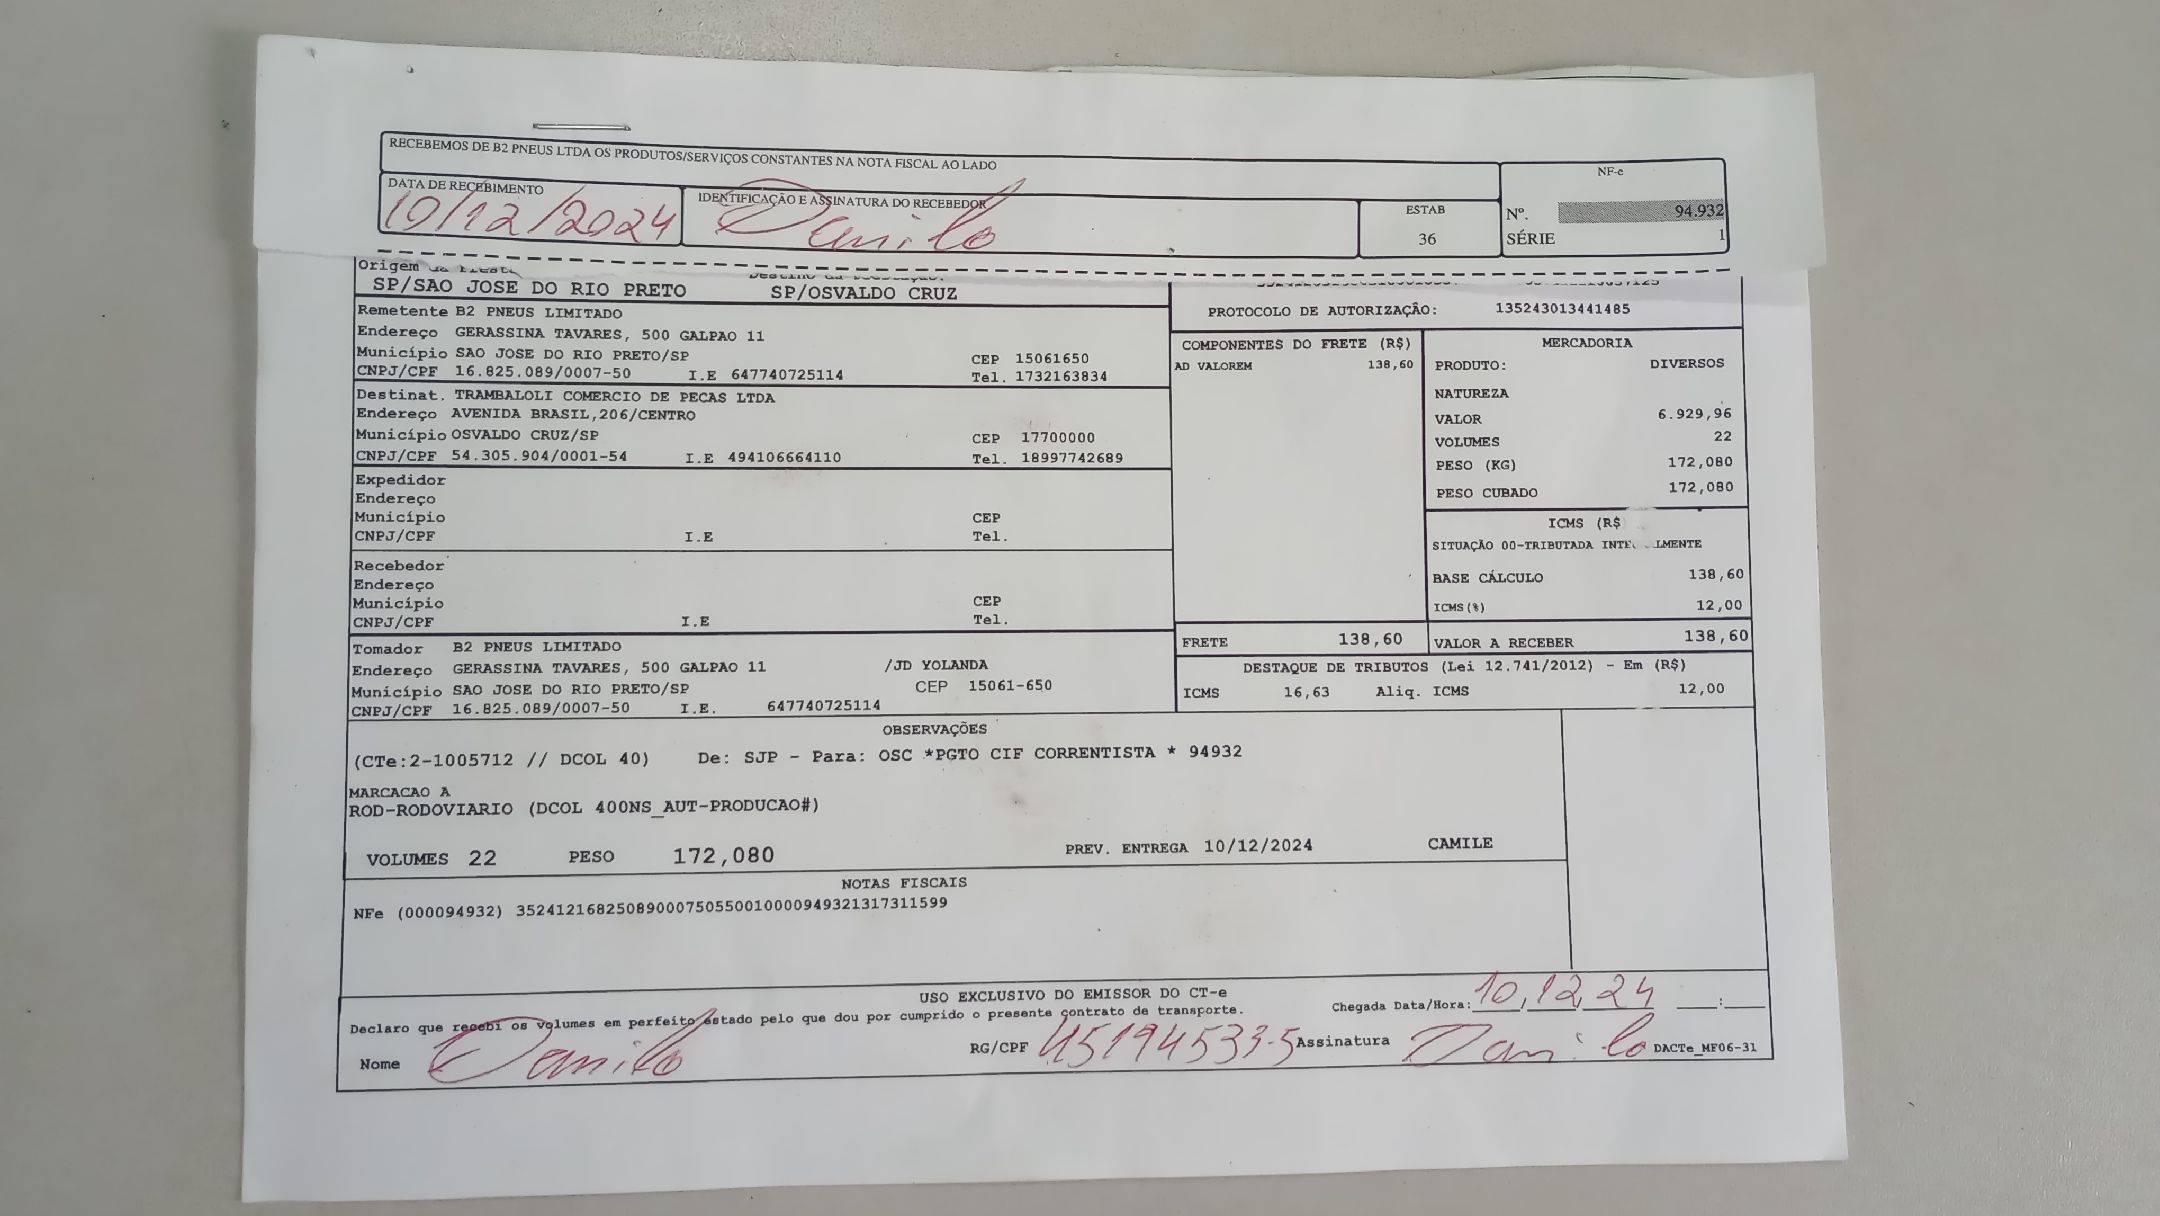 RECEBEMOS DE B2 PNEUS LTDA OS PRODUTOS/SERVIÇOS CONSTANTES NA NOTA FISCAL AO LADO
NF-e
DATA DE RECEBIMENTO
10/12/2024
IDENTIFICAÇÃO E ASSINATURA DO RECEBEDOR
Danilo
ESTAB
36
Nº. 94.932
SÉRIE 1
Origem
SP/SAO JOSE DO RIO PRETO SP/OSVALDO CRUZ
PROTOCOLO DE AUTORIZAÇÃO: 135243013441485
Remetente B2 PNEUS LIMITADO
Endereço GERASSINA TAVARES, 500 GALPAO 11
Município SAO JOSE DO RIO PRETO/SP CEP 15061650
CNPJ/CPF 16.825.089/0007-50 I.E 647740725114 Tel. 1732163834
Destinat. TRAMBALOLI COMERCIO DE PECAS LTDA
Endereço AVENIDA BRASIL,206/CENTRO
Município OSVALDO CRUZ/SP CEP 17700000
CNPJ/CPF 54.305.904/0001-54 I.E 494106664110 Tel. 18997742689
Expedidor
Endereço
Município CEP
CNPJ/CPF I.E Tel.
Recebedor
Endereço
Município CEP
CNPJ/CPF I.E Tel.
Tomador B2 PNEUS LIMITADO
Endereço GERASSINA TAVARES, 500 GALPAO 11 /JD YOLANDA
Município SAO JOSE DO RIO PRETO/SP CEP 15061-650
CNPJ/CPF 16.825.089/0007-50 I.E. 647740725114
COMPONENTES DO FRETE (R$)
AD VALOREM 138,60
MERCADORIA
PRODUTO: DIVERSOS
NATUREZA
VALOR 6.929,96
VOLUMES 22
PESO (KG) 172,080
PESO CUBADO 172,080
ICMS (R$
SITUAÇÃO 00-TRIBUTADA
BASE CÁLCULO 138,60
ICMS(%) 12,00
FRETE 138,60 VALOR A RECEBER 138,60
DESTAQUE DE TRIBUTOS (Lei 12.741/2012) - Em (R$)
ICMS 16,63 Aliq. ICMS 12,00
OBSERVAÇÕES
(CTe:2-1005712 // DCOL 40) De: SJP - Para: OSC *PGTO CIF CORRENTISTA * 94932
MARCACAO A
ROD-RODOVIARIO (DCOL 400NS_AUT-PRODUCAO#)
VOLUMES 22 PESO 172,080 PREV. ENTREGA 10/12/2024 CAMILE
NOTAS FISCAIS
NFe (000094932) 35241216825089000750550010000949321317311599
USO EXCLUSIVO DO EMISSOR DO CT-e
Declaro que recebi os volumes em perfeito estado pelo que dou por cumprido o presente contrato de transporte.
Chegada Data/Hora: 10,12,24 ___:___
Nome Danilo RG/CPF 45194533-5 Assinatura Danilo DACTe_MF06-31